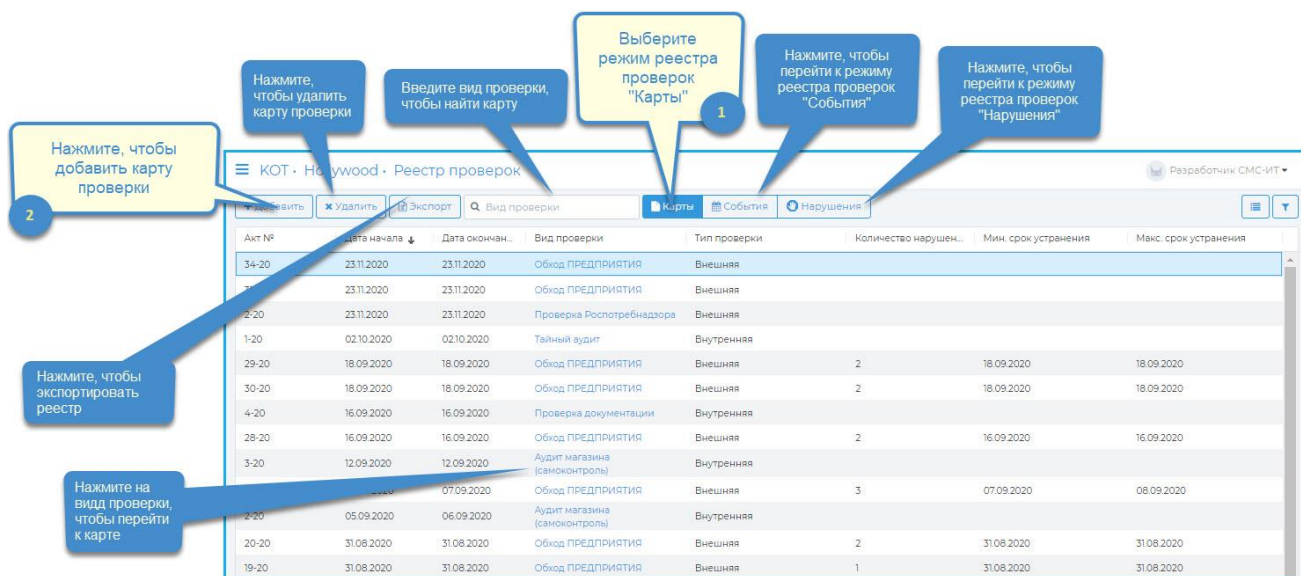 Выберите
режим реестра
проверок
"Карты"
1
Нажмите, чтобы
перейти к режиму
реестра проверок
"События"
Нажмите, чтобы
перейти к режиму
реестра проверок
"Нарушения"
Нажмите,
чтобы удалить
карту проверки
Введите вид проверки,
чтобы найти карту
Нажмите, чтобы
добавить карту
проверки
2
КОТ • Hollywood • Реестр проверок
Разработчик СМС-ИТ
Добавить Удалить Экспорт Вид проверки Карты События Нарушения
Акт № Дата начала Дата окончан... Вид проверки Тип проверки Количество нарушен... Мин. срок устранения Макс. срок устранения
34-20 23.11.2020 23.11.2020 Обход ПРЕДПРИЯТИЯ Внешняя
23.11.2020 23.11.2020 Обход ПРЕДПРИЯТИЯ Внешняя
2-20 23.11.2020 23.11.2020 Проверка Роспотребнадзора Внешняя
1-20 02.10.2020 02.10.2020 Тайный аудит Внутренняя
29-20 18.09.2020 18.09.2020 Обход ПРЕДПРИЯТИЯ Внешняя 2 18.09.2020 18.09.2020
30-20 18.09.2020 18.09.2020 Обход ПРЕДПРИЯТИЯ Внешняя 2 18.09.2020 18.09.2020
4-20 16.09.2020 16.09.2020 Проверка документации Внутренняя
28-20 16.09.2020 16.09.2020 Обход ПРЕДПРИЯТИЯ Внешняя 2 16.09.2020 16.09.2020
3-20 12.09.2020 12.09.2020 Аудит магазина
(самоконтроль) Внутренняя
07.09.2020 Обход ПРЕДПРИЯТИЯ Внешняя 3 07.09.2020 08.09.2020
2-20 05.09.2020 06.09.2020 Аудит магазина
(самоконтроль) Внутренняя
20-20 31.08.2020 31.08.2020 Обход ПРЕДПРИЯТИЯ Внешняя 2 31.08.2020 31.08.2020
19-20 31.08.2020 31.08.2020 Обход ПРЕДПРИЯТИЯ Внешняя 1 31.08.2020 31.08.2020
Нажмите, чтобы
экспортировать
реестр
Нажмите на
видд проверки,
чтобы перейти
к карте